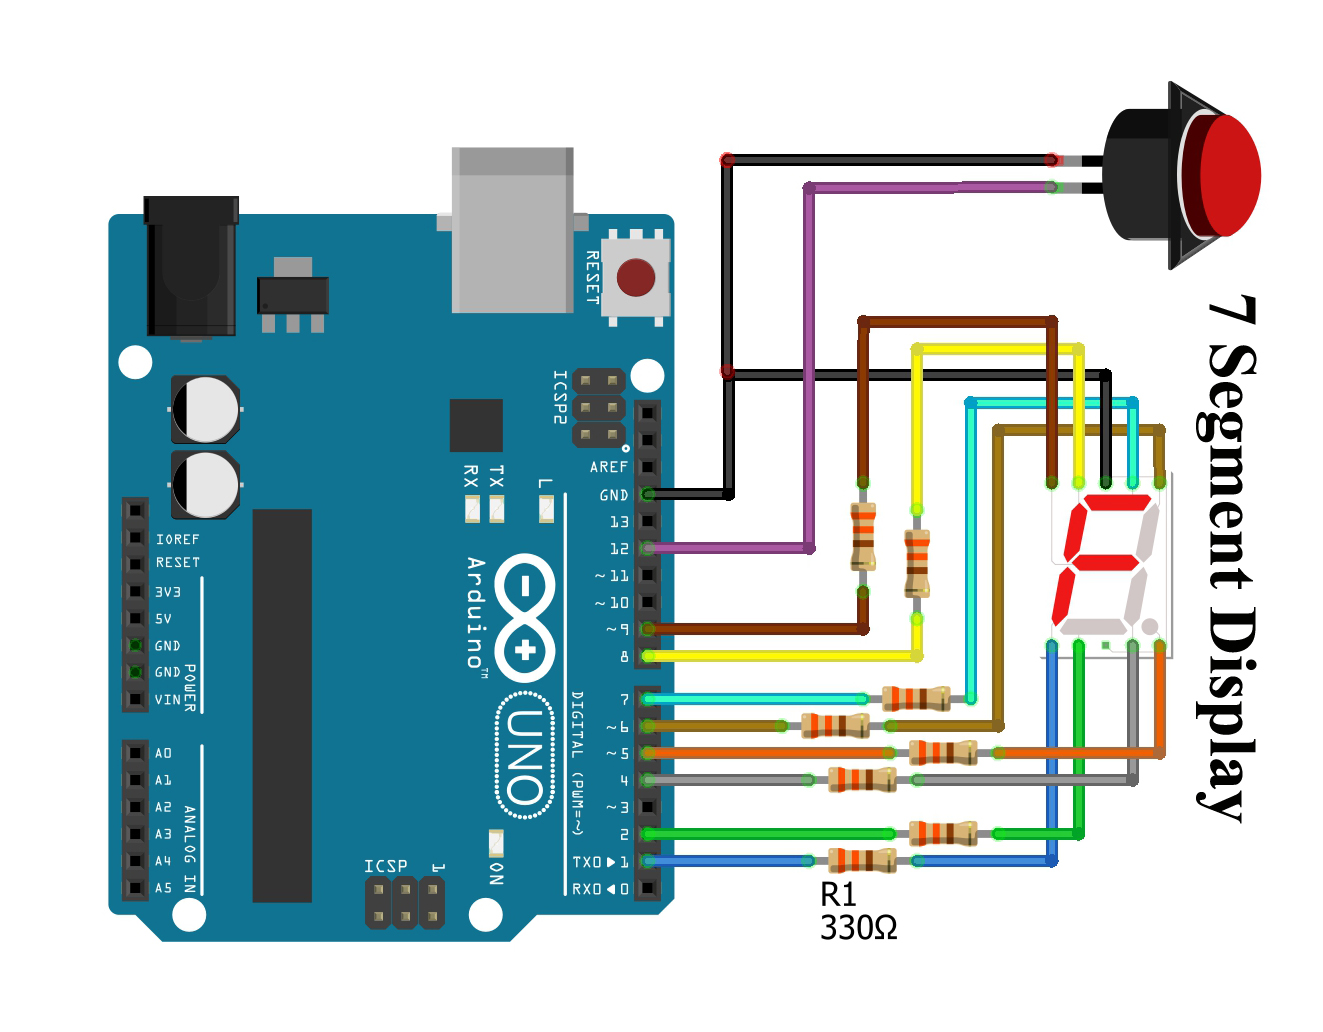 RESET
ICSP2
AREF
GND
RX
TX
L
13
12
~11
~10
~9
8
IOREF
RESET
3V3
5V
GND
GND
VIN
POWER
Arduino™
UNO
DIGITAL (PWM=~)
7
~6
~5
4
~3
2
TX0▶1
RX0◀0
A0
A1
A2
A3
A4
A5
ANALOG IN
ICSP
1
ON
R1
330Ω
7 Segment Display